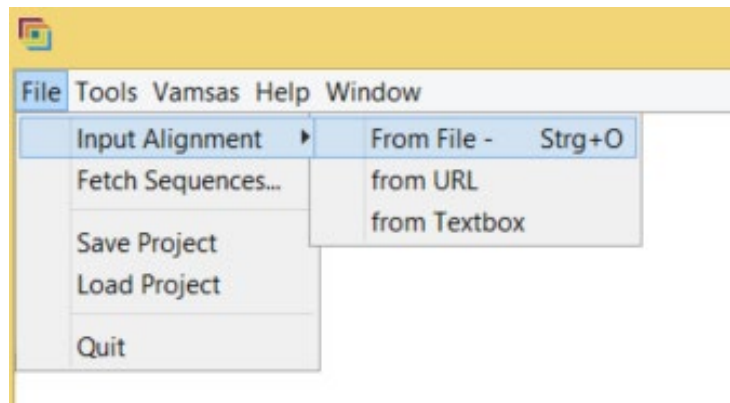 File Tools Vamsas Help Window
Input Alignment
Fetch Sequences...
Save Project
Load Project
Quit
From File - Strg+O
from URL
from Textbox